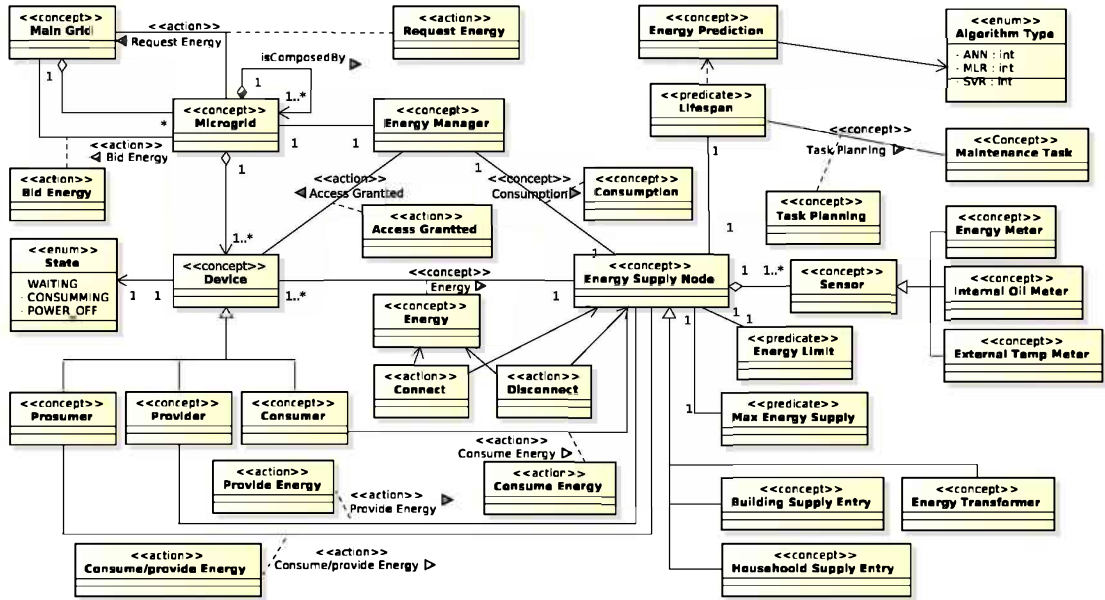 <<concept>>
Main Grid
<<action>>
Request Energy
<<action>>
Request Energy
<<concept>>
Energy Prediction
<<enum>>
Algorithm Type
- ANN : int
- MLR : int
- SVR : int
isComposedBy
1
1
1..*
*
<<concept>>
Microgrid
<<concept>>
Energy Manager
<<predicate>>
Lifespan
1
1
1
1
1
<<concept>>
Task Planning
<<Concept>>
Maintenance Task
<<action>>
Bid Energy
<<action>>
Bid Energy
<<action>>
Access Grantted
<<action>>
Access Grantted
<<concept>>
Consumption
<<concept>>
Consumption
<<concept>>
Task Planning
<<concept>>
Energy Meter
<<enum>>
State
WAITING
- CONSUMMING
- POWER_OFF
1..*
<<concept>>
Device
1
1
1..*
<<concept>>
Energy
1
1
1
<<concept>>
Energy Supply Node
1
1..*
<<concept>>
Sensor
<<concept>>
Internal Oil Meter
<<concept>>
External Temp Meter
<<concept>>
Energy
<<action>>
Connect
<<action>>
Disconnect
1
1
1
<<predicate>>
Energy Limit
1
<<predicate>>
Max Energy Supply
<<concept>>
Prosumer
<<concept>>
Provider
<<concept>>
Consumer
<<action>>
Consume Energy
<<action>>
Consume Energy
<<action>>
Provide Energy
<<action>>
Provide Energy
<<concept>>
Building Supply Entry
<<concept>>
Energy Transformer
<<action>>
Consume/provide Energy
<<action>>
Consume/provide Energy
<<concept>>
Househoold Supply Entry